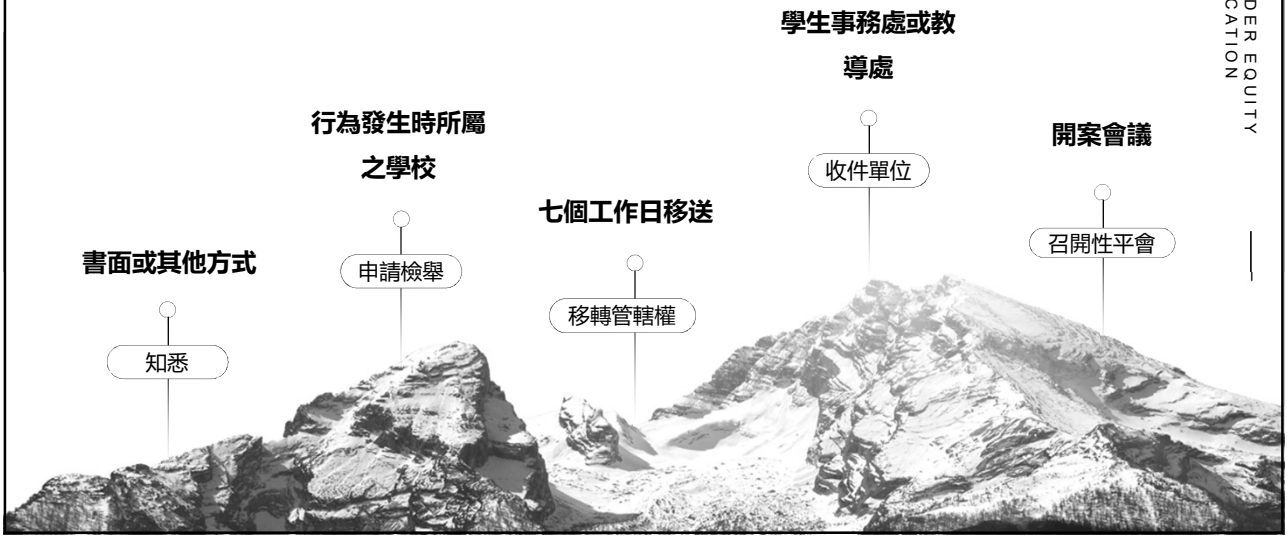 書面或其他方式
知悉
行為發生時所屬
之學校
申請檢舉
七個工作日移送
移轉管轄權
學生事務處或教
導處
收件單位
開案會議
召開性平會
DER EQUITY
CATION